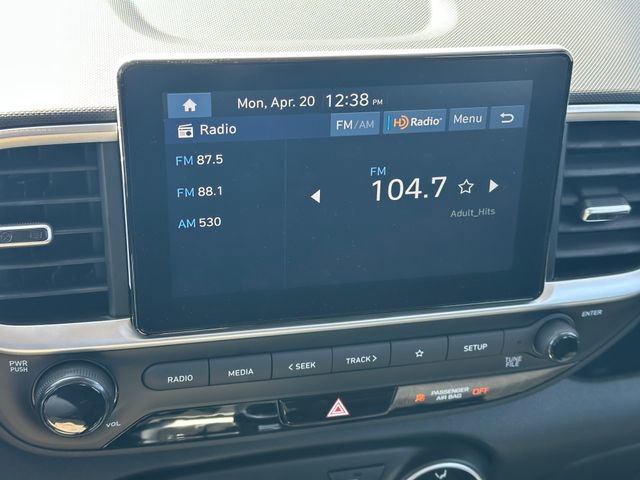 Mon, Apr. 20 12:38 PM
Radio FM/AM HD Radio Menu
FM 87.5
FM 88.1
AM 530
FM
104.7
Adult_Hits
PWR
PUSH
VOL
RADIO MEDIA < SEEK TRACK > SETUP
ENTER
TUNE
FILE
PASSENGER
AIR BAG OFF